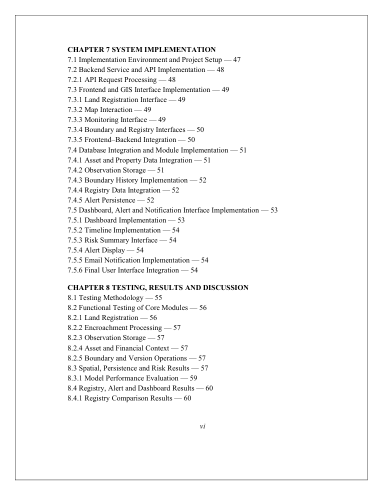 CHAPTER 7 SYSTEM IMPLEMENTATION
7.1 Implementation Environment and Project Setup — 47
7.2 Backend Service and API Implementation — 48
7.2.1 API Request Processing — 48
7.3 Frontend and GIS Interface Implementation — 49
7.3.1 Land Registration Interface — 49
7.3.2 Map Interaction — 49
7.3.3 Monitoring Interface — 49
7.3.4 Boundary and Registry Interfaces — 50
7.3.5 Frontend–Backend Integration — 50
7.4 Database Integration and Module Implementation — 51
7.4.1 Asset and Property Data Integration — 51
7.4.2 Observation Storage — 51
7.4.3 Boundary History Implementation — 52
7.4.4 Registry Data Integration — 52
7.4.5 Alert Persistence — 52
7.5 Dashboard, Alert and Notification Interface Implementation — 53
7.5.1 Dashboard Implementation — 53
7.5.2 Timeline Implementation — 54
7.5.3 Risk Summary Interface — 54
7.5.4 Alert Display — 54
7.5.5 Email Notification Implementation — 54
7.5.6 Final User Interface Integration — 54
CHAPTER 8 TESTING, RESULTS AND DISCUSSION
8.1 Testing Methodology — 55
8.2 Functional Testing of Core Modules — 56
8.2.1 Land Registration — 56
8.2.2 Encroachment Processing — 57
8.2.3 Observation Storage — 57
8.2.4 Asset and Financial Context — 57
8.2.5 Boundary and Version Operations — 57
8.3 Spatial, Persistence and Risk Results — 57
8.3.1 Model Performance Evaluation — 59
8.4 Registry, Alert and Dashboard Results — 60
8.4.1 Registry Comparison Results — 60
vi